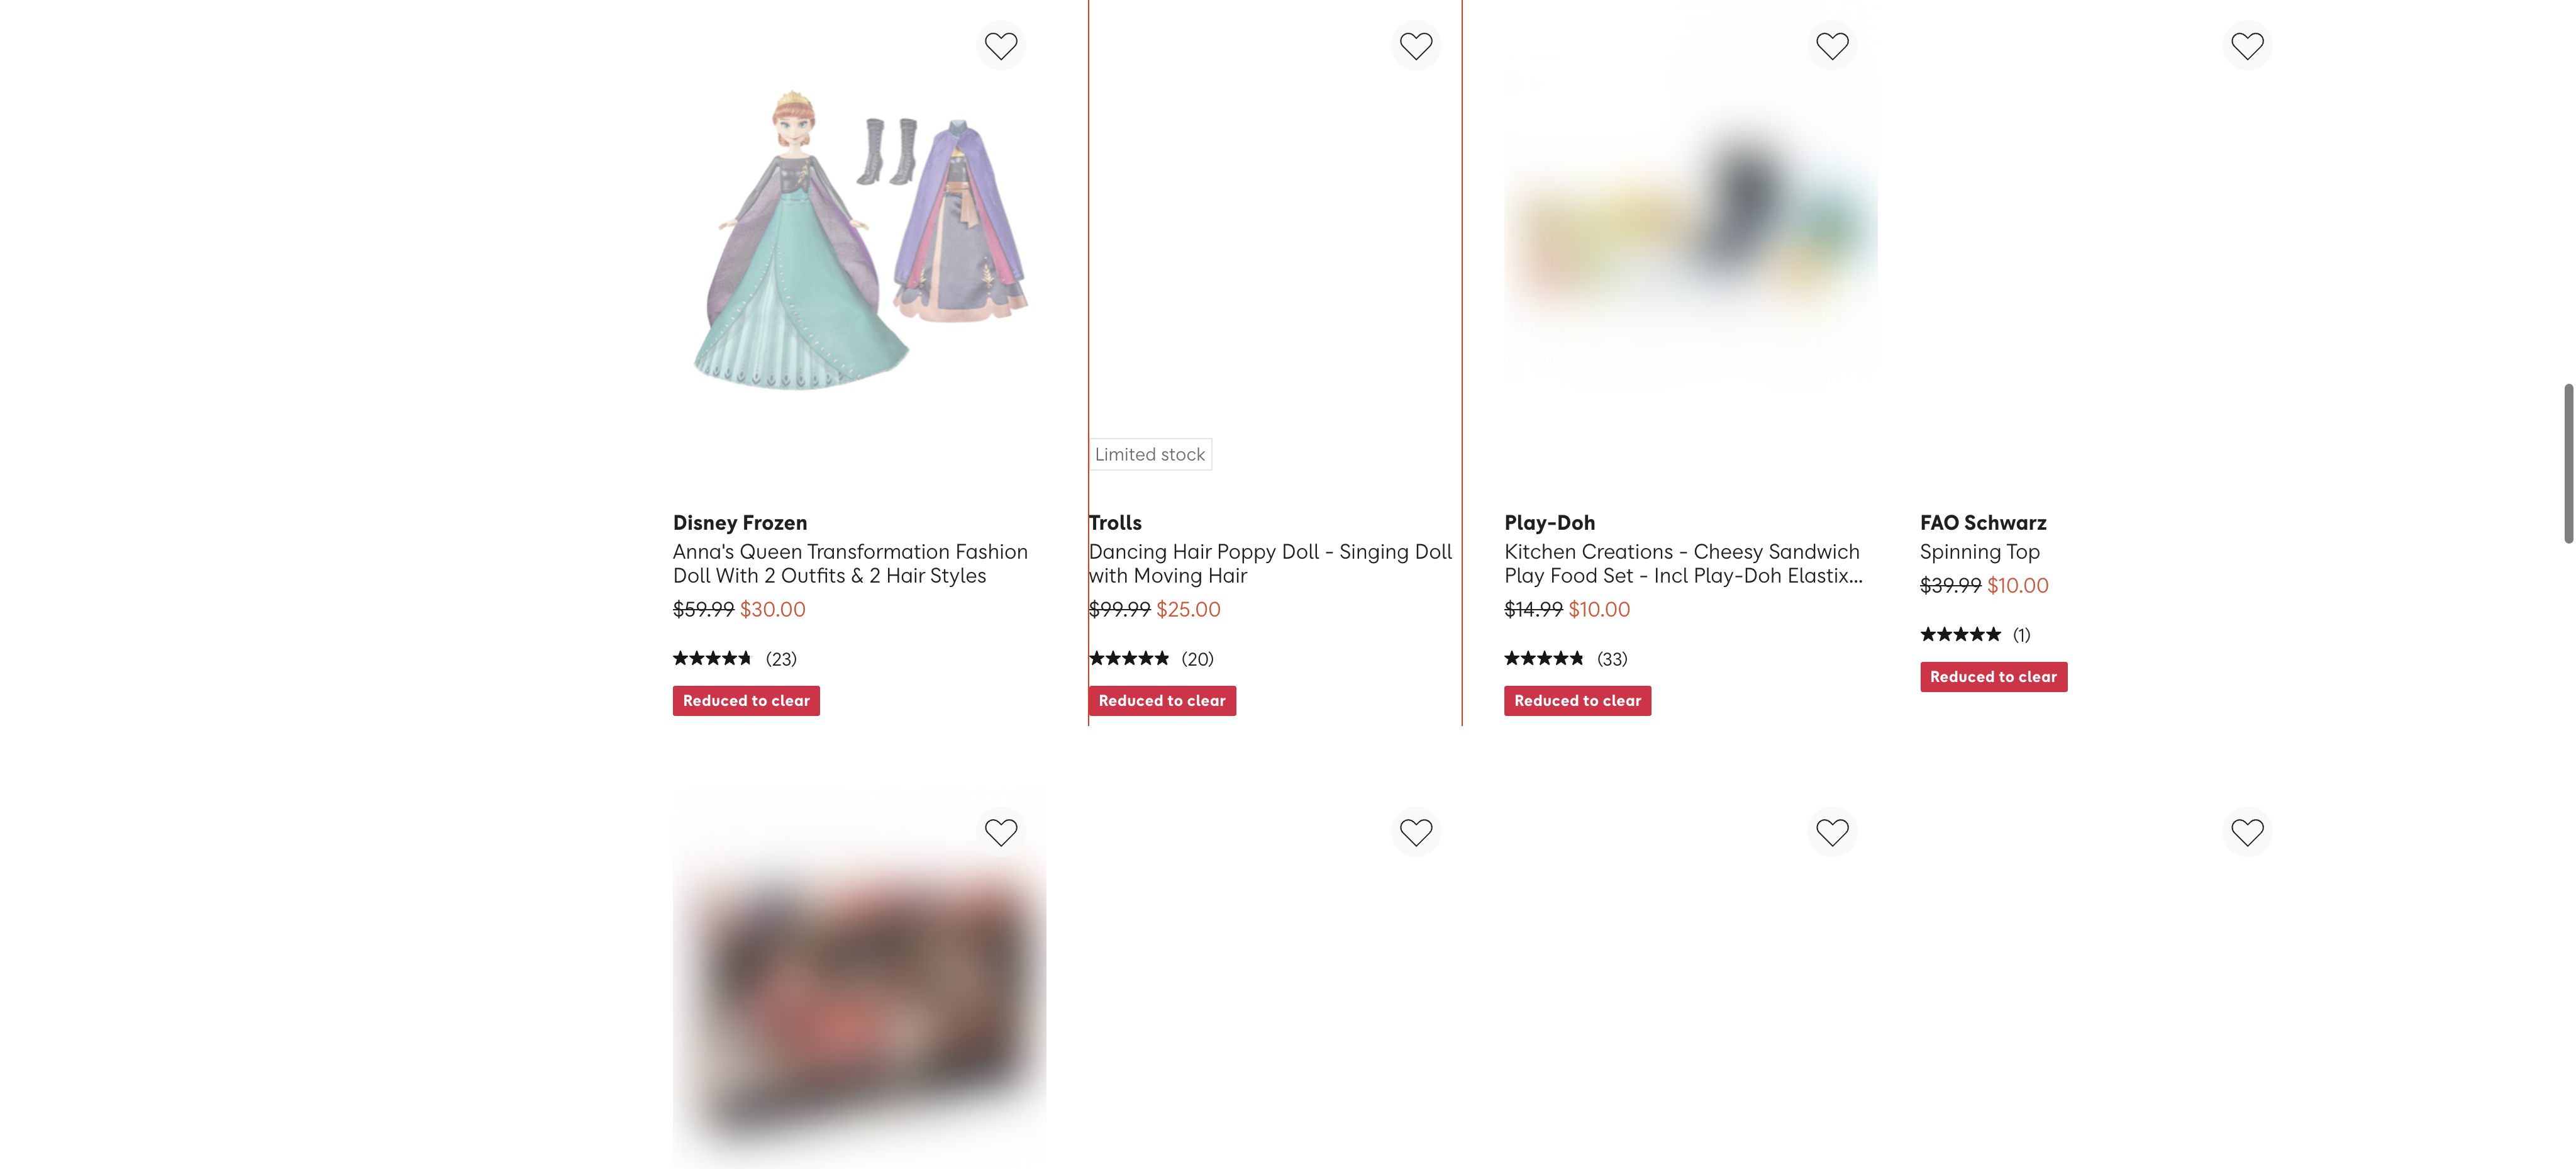 Limited stock
Disney Frozen
Anna's Queen Transformation Fashion
Doll With 2 Outfits & 2 Hair Styles
$59.99 $30.00
(23)
Reduced to clear
Trolls
Dancing Hair Poppy Doll - Singing Doll
with Moving Hair
$99.99 $25.00
(20)
Reduced to clear
Play-Doh
Kitchen Creations - Cheesy Sandwich
Play Food Set - Incl Play-Doh Elastix...
$14.99 $10.00
(33)
Reduced to clear
FAO Schwarz
Spinning Top
$39.99 $10.00
(1)
Reduced to clear